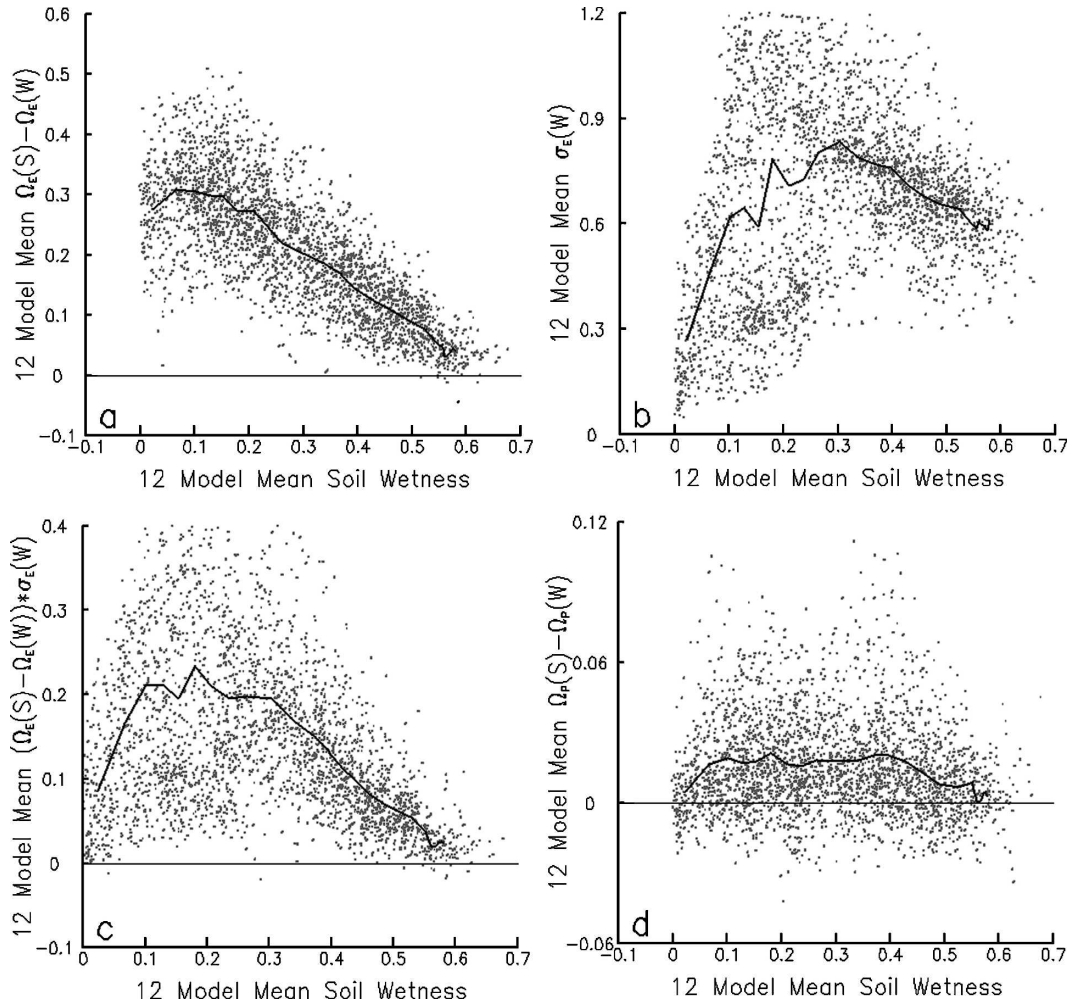 0.6
0.5
0.4
0.3
0.2
0.1
0
−0.1
12 Model Mean Ω_E(S)−Ω_E(W)
a
−0.1 0 0.1 0.2 0.3 0.4 0.5 0.6 0.7
12 Model Mean Soil Wetness
1.2
0.9
0.6
0.3
0
12 Model Mean σ_E(W)
b
−0.1 0 0.1 0.2 0.3 0.4 0.5 0.6 0.7
12 Model Mean Soil Wetness
0.4
0.3
0.2
0.1
0
−0.1
12 Model Mean (Ω_E(S)−Ω_E(W))*σ_E(W)
c
0 0.1 0.2 0.3 0.4 0.5 0.6 0.7
12 Model Mean Soil Wetness
0.12
0.06
0
−0.06
12 Model Mean Ω_P(S)−Ω_P(W)
d
0 0.1 0.2 0.3 0.4 0.5 0.6 0.7
12 Model Mean Soil Wetness